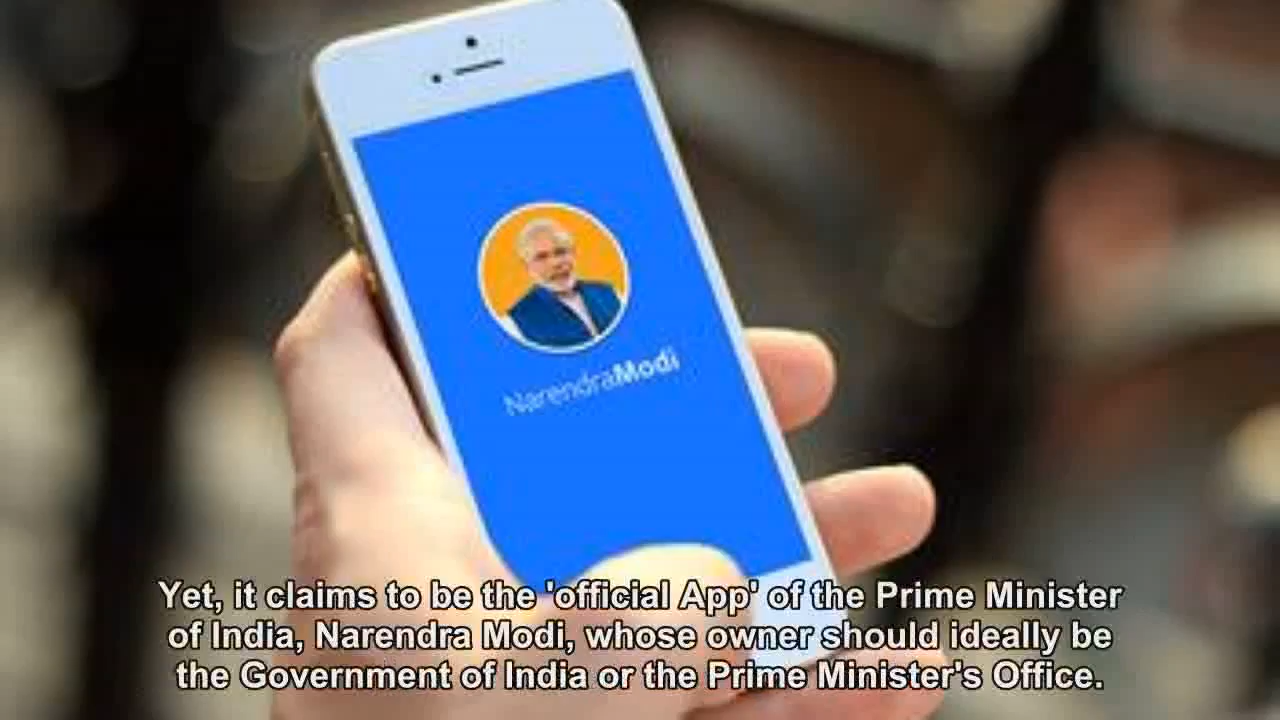 NarendraModi
Yet, it claims to be the 'official App' of the Prime Minister
of India, Narendra Modi, whose owner should ideally be
the Government of India or the Prime Minister's Office.